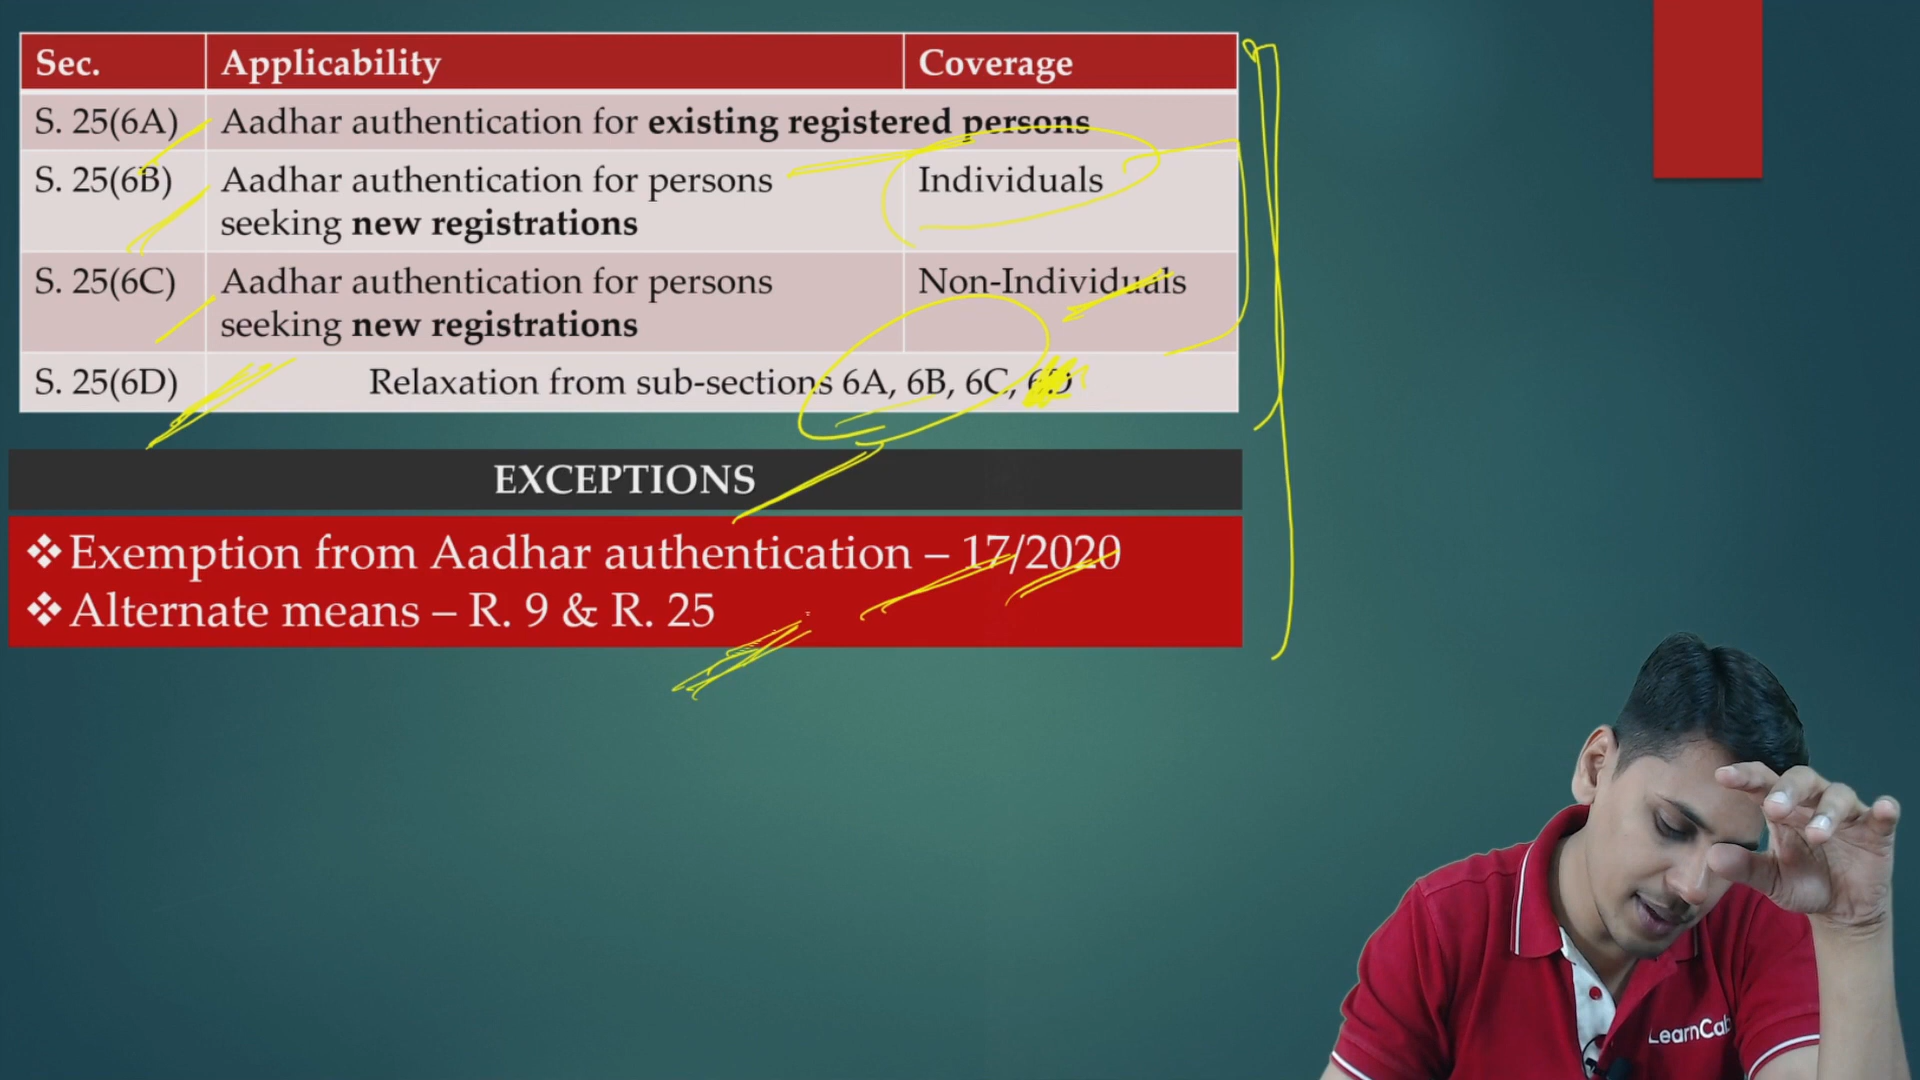 Sec. Applicability Coverage
S. 25(6A) Aadhar authentication for existing registered persons
S. 25(6B) Aadhar authentication for persons Individuals
seeking new registrations
S. 25(6C) Aadhar authentication for persons Non-Individuals
seeking new registrations
S. 25(6D) Relaxation from sub-sections 6A, 6B, 6C, 6D
EXCEPTIONS
❖ Exemption from Aadhar authentication – 17/2020
❖ Alternate means – R. 9 & R. 25
LearnCab